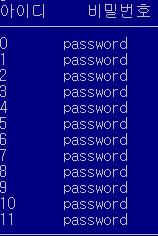 아이디 비밀번호
0 password
1 password
2 password
3 password
4 password
5 password
6 password
7 password
8 password
9 password
10 password
11 password